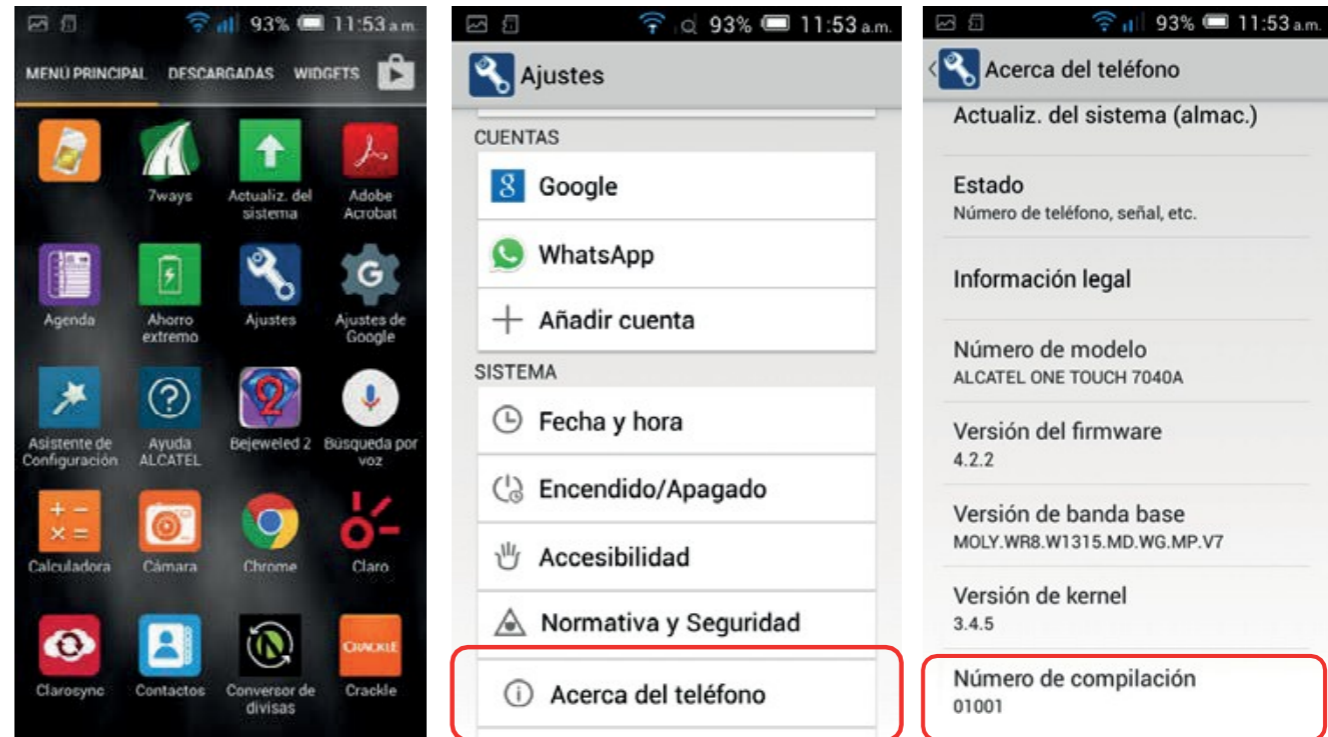 93% 11:53 a.m.
MENÚ PRINCIPAL DESCARGADAS WIDGETS
7ways
Actualiz. del
sistema
Adobe
Acrobat
Agenda
Ahorro
extremo
Ajustes
Ajustes de
Google
G
2
Asistente de
Configuración
Ayuda
ALCATEL
Bejeweled 2
Búsqueda por
voz
Calculadora
Cámara
Chrome
Claro
CRACKLE
Clarosync
Contactos
Conversor de
divisas
Crackle
93% 11:53 a.m.
Ajustes
CUENTAS
8 Google
WhatsApp
Añadir cuenta
SISTEMA
Fecha y hora
Encendido/Apagado
Accesibilidad
Normativa y Seguridad
Acerca del teléfono
93% 11:53 a.m.
Acerca del teléfono
Actualiz. del sistema (almac.)
Estado
Número de teléfono, señal, etc.
Información legal
Número de modelo
ALCATEL ONE TOUCH 7040A
Versión del firmware
4.2.2
Versión de banda base
MOLY.WR8.W1315.MD.WG.MP.V7
Versión de kernel
3.4.5
Número de compilación
01001